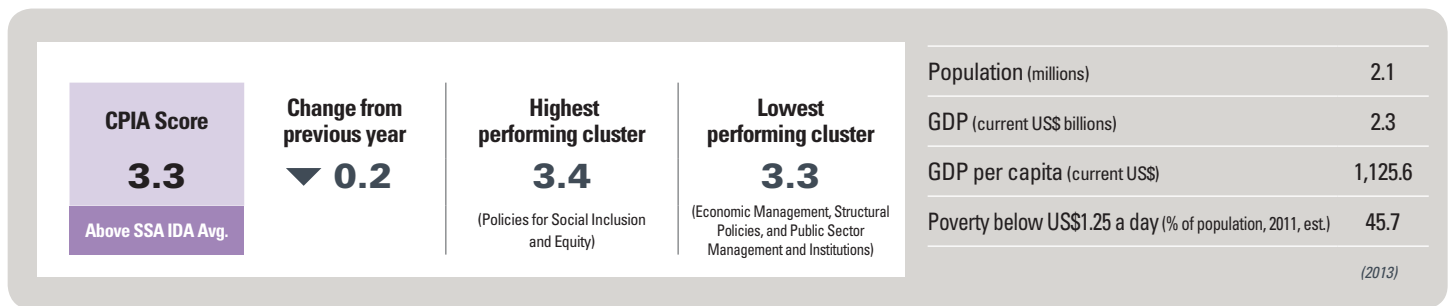 CPIA Score
3.3
Above SSA IDA Avg.
Change from
previous year
▼ 0.2
Highest
performing cluster
3.4
(Policies for Social Inclusion
and Equity)
Lowest
performing cluster
3.3
(Economic Management, Structural
Policies, and Public Sector
Management and Institutions)
Population (millions) 2.1
GDP (current US$ billions) 2.3
GDP per capita (current US$) 1,125.6
Poverty below US$1.25 a day (% of population, 2011, est.) 45.7
(2013)